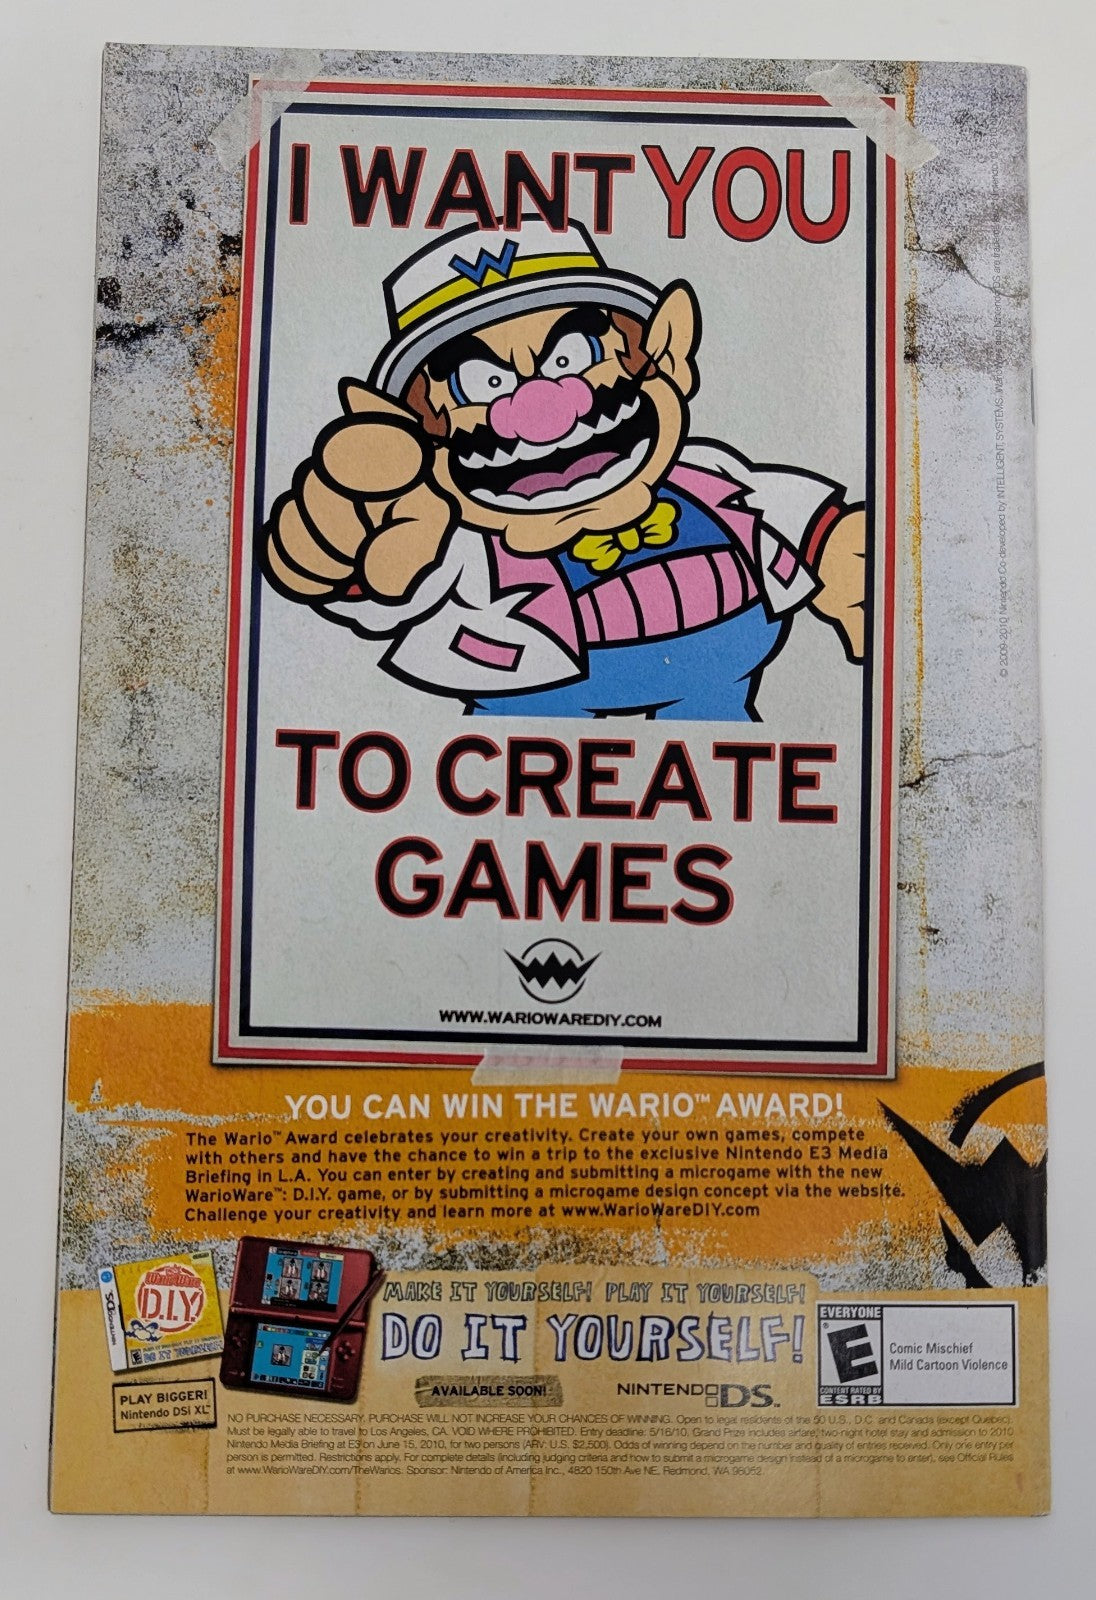 I WANT YOU
W
TO CREATE
GAMES
WWW.WARIOWAREDIY.COM
© 2009-2010 Nintendo. Co-developed by INTELLIGENT SYSTEMS.
YOU CAN WIN THE WARIO™ AWARD!
The Wario™ Award celebrates your creativity. Create your own games, compete
with others and have the chance to win a trip to the exclusive Nintendo E3 Media
Briefing in L.A. You can enter by creating and submitting a microgame with the new
WarioWare™: D.I.Y. game, or by submitting a microgame design concept via the website.
Challenge your creativity and learn more at www.WarioWareDIY.com
WarioWare
D.I.Y.
PLAY BIGGER!
Nintendo DSi XL™
MAKE IT YOURSELF! PLAY IT YOURSELF!
DO IT YOURSELF!
AVAILABLE SOON!
NINTENDO DS™
EVERYONE
E
CONTENT RATED BY
ESRB
Comic Mischief
Mild Cartoon Violence
NO PURCHASE NECESSARY. PURCHASE WILL NOT INCREASE YOUR CHANCES OF WINNING. Open to legal residents of the 50 U.S., D.C. and Canada (except Quebec).
Must be legally able to travel to Los Angeles, CA. VOID WHERE PROHIBITED. Entry deadline: 5/16/10. Grand Prize includes airfare, two-night hotel stay and admission to 2010
Nintendo Media Briefing at E3 on June 15, 2010, for two persons (ARV: U.S. $2,500). Odds of winning depend on the number and quality of entries received. Only one entry per
person is permitted. Restrictions apply. For complete details (including judging criteria and how to submit a microgame design instead of a microgame to enter), see Official Rules
at www.WarioWareDIY.com/TheWarios. Sponsor: Nintendo of America Inc., 4820 150th Ave NE, Redmond, WA 98052.